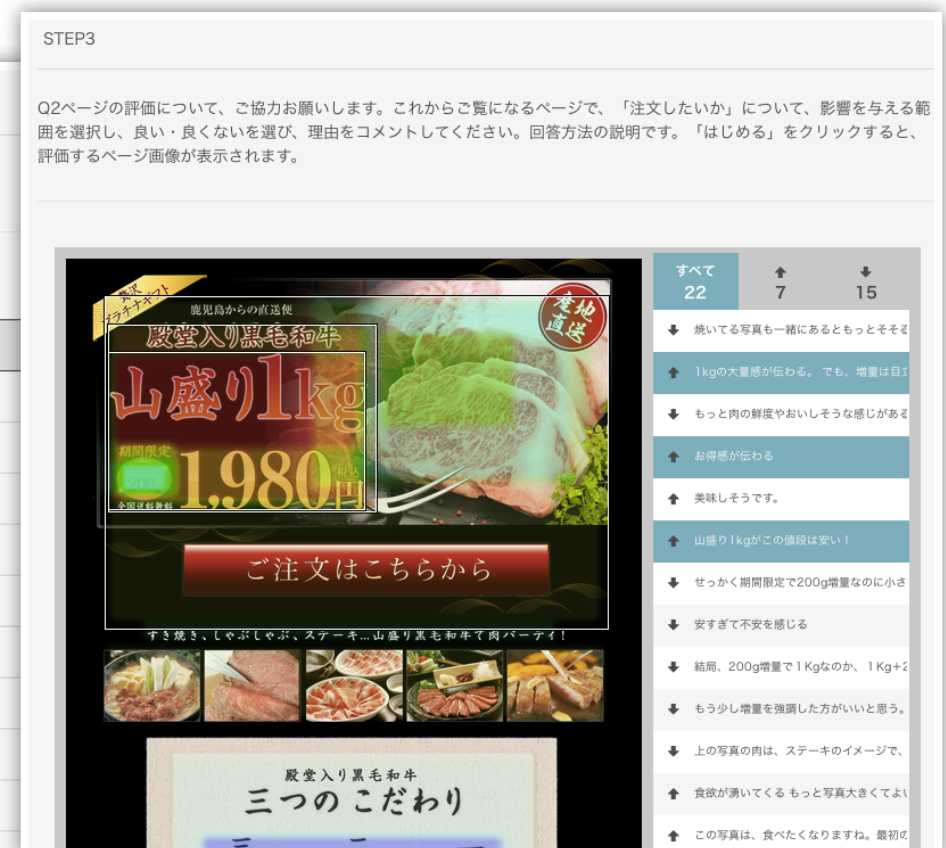 STEP3
Q2ページの評価について、ご協力お願いします。これからご覧になるページで、「注文したいか」について、影響を与える範
囲を選択し、良い・良くないを選び、理由をコメントしてください。回答方法の説明です。「はじめる」をクリックすると、
評価するページ画像が表示されます。
贅沢
プラチナギフト
鹿児島からの直送便
産地
直送
殿堂入り黒毛和牛
山盛り1kg
期間限定
200
1,980円
税込
全国送料無料
ご注文はこちらから
すき焼き、しゃぶしゃぶ、ステーキ…山盛り黒毛和牛で肉パーティ!
殿堂入り黒毛和牛
三つのこだわり
すべて
22
7
15
焼いてる写真も一緒にあるともっとそそる
1kgの大量感が伝わる。 でも、増量は目立
もっと肉の鮮度やおいしそうな感じがある
お得感が伝わる
美味しそうです。
山盛り1kgがこの値段は安い！
せっかく期間限定で200g増量なのに小さ
安すぎて不安を感じる
結局、200g増量で１Kgなのか、１Kg+2
もう少し増量を強調した方がいいと思う。
上の写真の肉は、ステーキのイメージで、
食欲が湧いてくる もっと写真大きくてよい
この写真は、食べたくなりますね。最初の